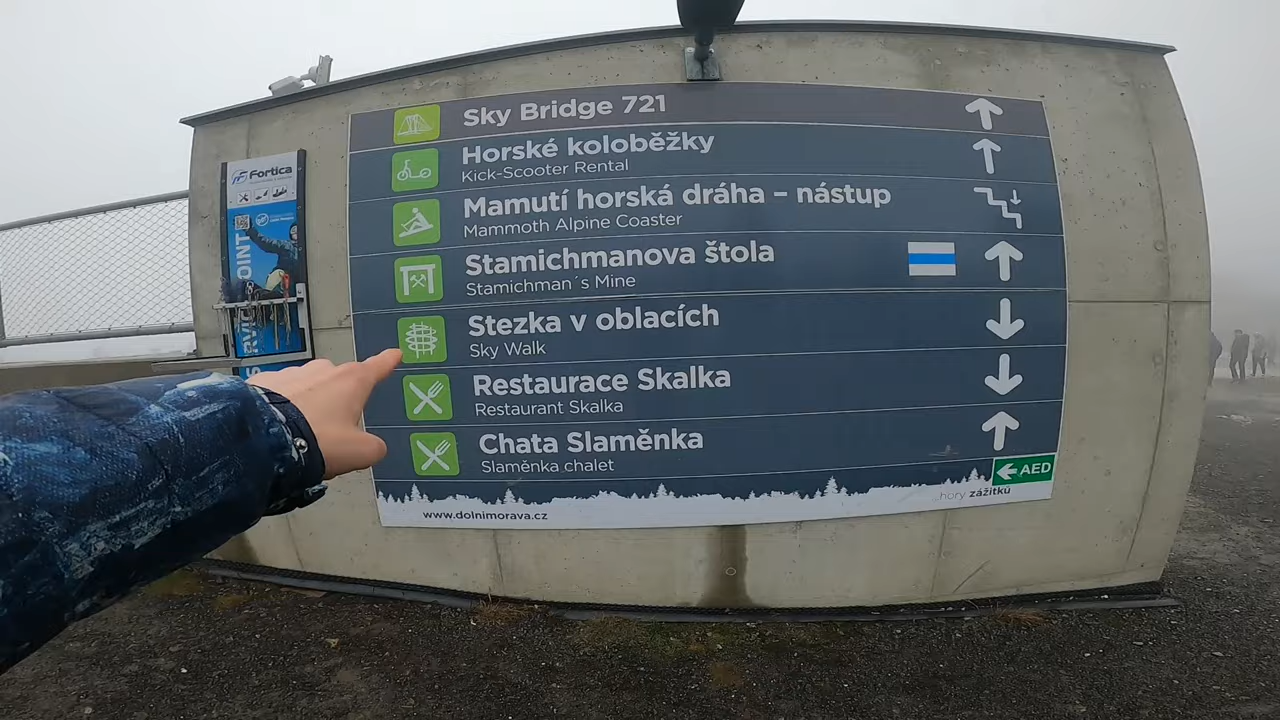 Sky Bridge 721
Horské koloběžky
Kick-Scooter Rental
Mamutí horská dráha – nástup
Mammoth Alpine Coaster
Stamichmanova štola
Stamichman´s Mine
Stezka v oblacích
Sky Walk
Restaurace Skalka
Restaurant Skalka
Chata Slaměnka
Slaměnka chalet
AED
hory zážitků
www.dolnimorava.cz
Fortica